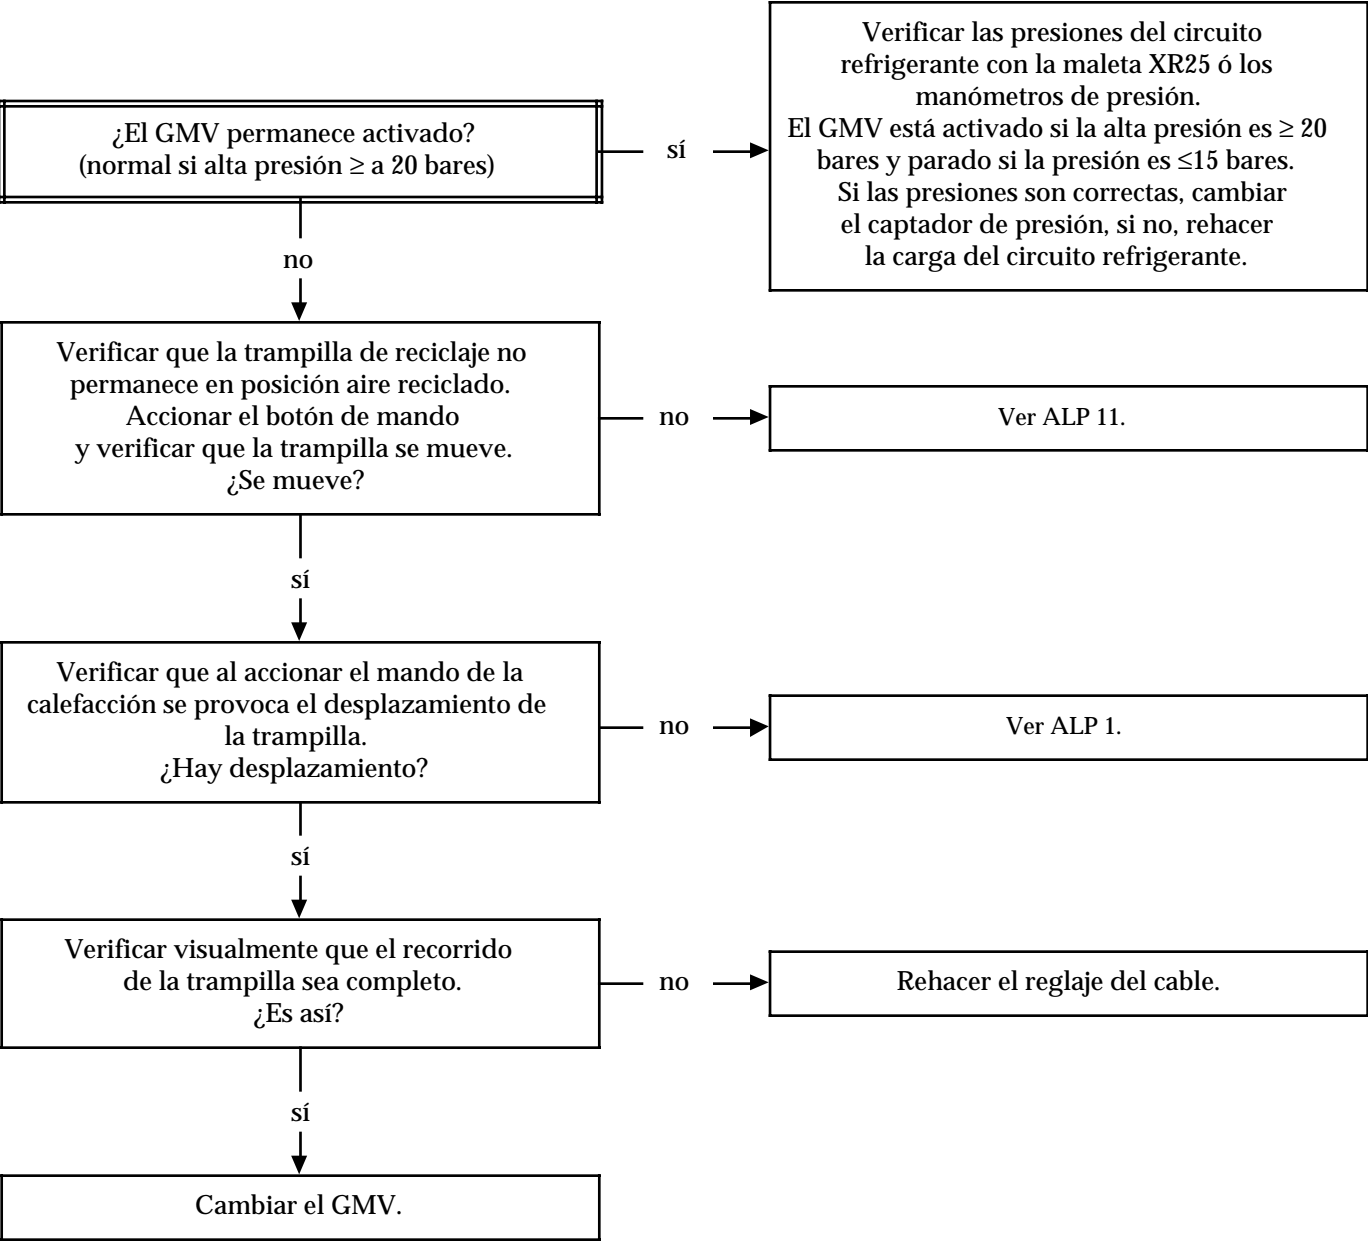 Verificar las presiones del circuito
refrigerante con la maleta XR25 ó los
manómetros de presión.
El GMV está activado si la alta presión es ≥ 20
bares y parado si la presión es ≤15 bares.
Si las presiones son correctas, cambiar
el captador de presión, si no, rehacer
la carga del circuito refrigerante.
¿El GMV permanece activado?
(normal si alta presión ≥ a 20 bares)
sí
no
Verificar que la trampilla de reciclaje no
permanece en posición aire reciclado.
Accionar el botón de mando
y verificar que la trampilla se mueve.
¿Se mueve?
no
Ver ALP 11.
sí
Verificar que al accionar el mando de la
calefacción se provoca el desplazamiento de
la trampilla.
¿Hay desplazamiento?
no
Ver ALP 1.
sí
Verificar visualmente que el recorrido
de la trampilla sea completo.
¿Es así?
no
Rehacer el reglaje del cable.
sí
Cambiar el GMV.